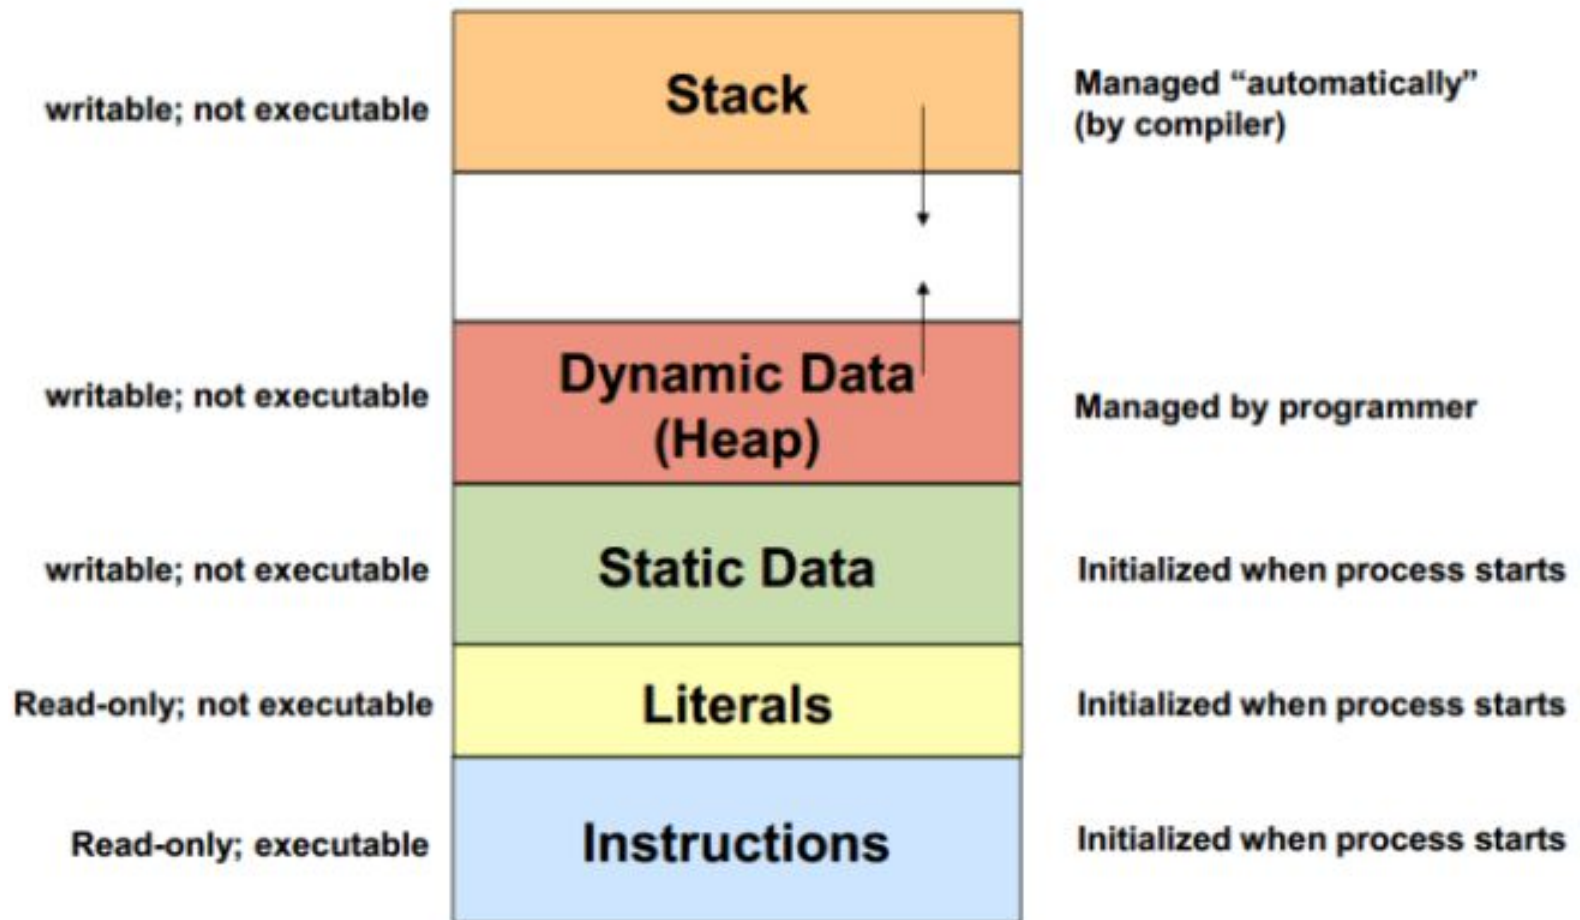 writable; not executable
Stack
Managed “automatically”
(by compiler)
writable; not executable
Dynamic Data
(Heap)
Managed by programmer
writable; not executable
Static Data
Initialized when process starts
Read-only; not executable
Literals
Initialized when process starts
Read-only; executable
Instructions
Initialized when process starts